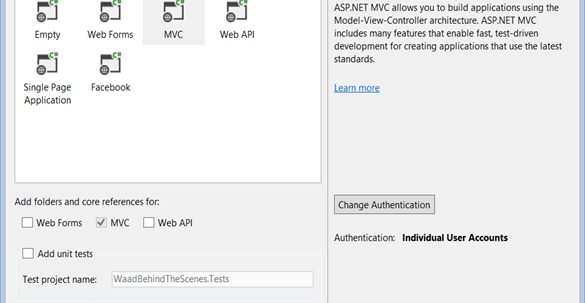 Empty
Web Forms
MVC
Web API
Single Page
Application
Facebook
ASP.NET MVC allows you to build applications using the
Model-View-Controller architecture. ASP.NET MVC
includes many features that enable fast, test-driven
development for creating applications that use the latest
standards.
Learn more
Add folders and core references for:
Web Forms
MVC
Web API
Add unit tests
Test project name:
WaadBehindTheScenes.Tests
Change Authentication
Authentication: Individual User Accounts